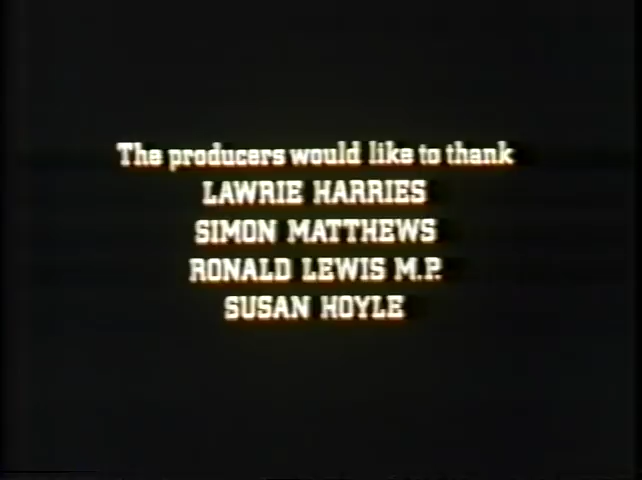 The producers would like to thank
LAWRIE HARRIES
SIMON MATTHEWS
RONALD LEWIS M.P.
SUSAN HOYLE